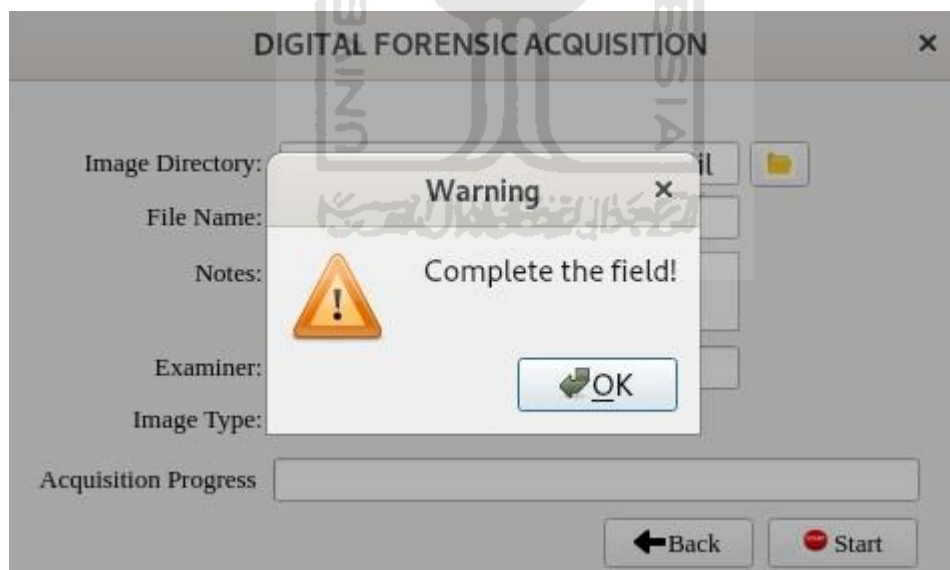 DIGITAL FORENSIC ACQUISITION
Image Directory:
il
Warning
File Name:
Notes:
Complete the field!
Examiner:
OK
Image Type:
Acquisition Progress
Back
Start